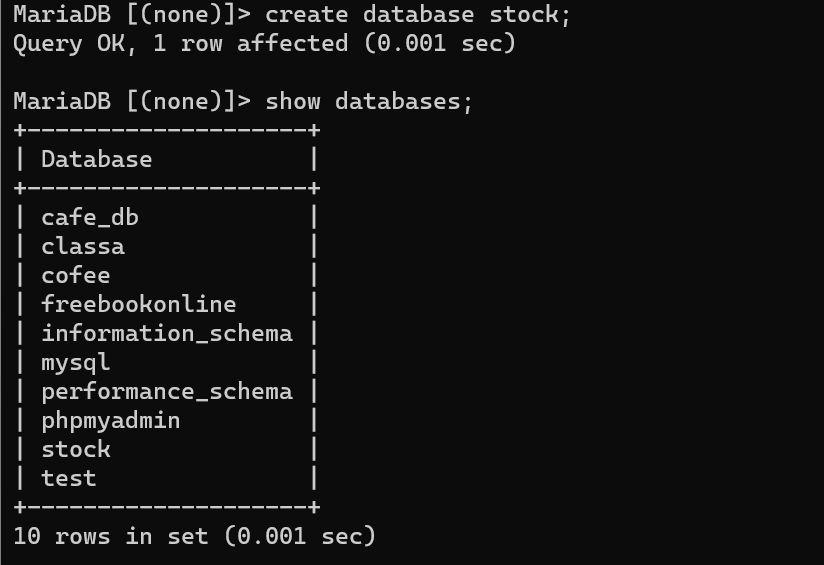 MariaDB [(none)]> create database stock;
Query OK, 1 row affected (0.001 sec)

MariaDB [(none)]> show databases;
+--------------------+
| Database           |
+--------------------+
| cafe_db            |
| classa             |
| cofee              |
| freebookonline     |
| information_schema |
| mysql              |
| performance_schema |
| phpmyadmin         |
| stock              |
| test               |
+--------------------+
10 rows in set (0.001 sec)